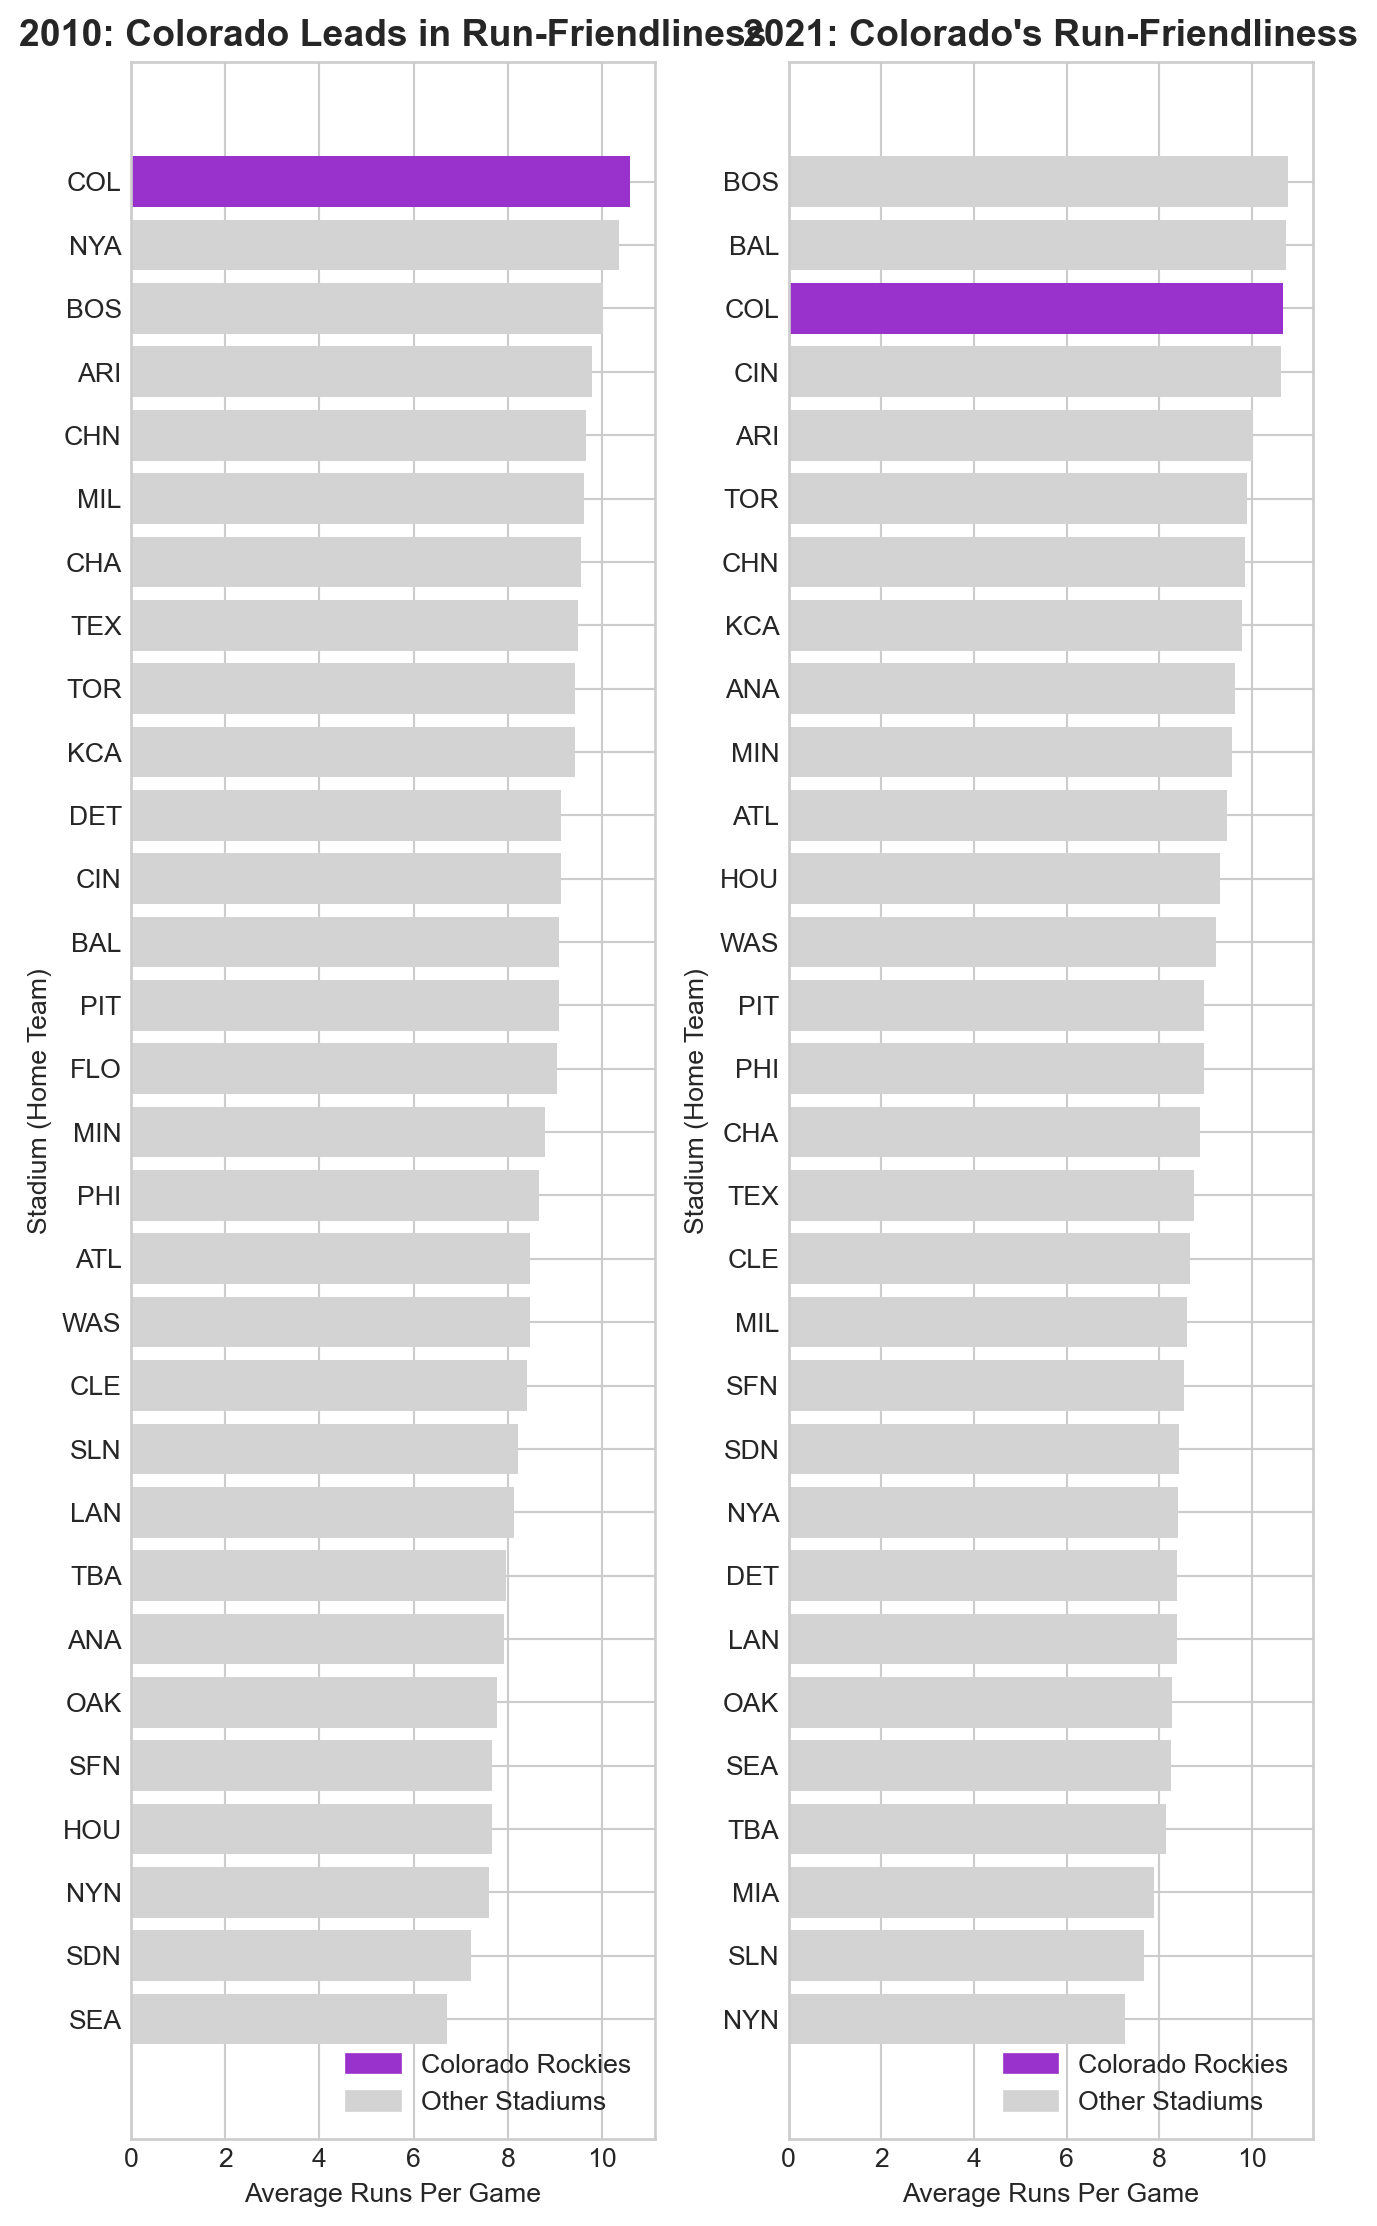 2010: Colorado Leads in Run-Friendliness
COL
NYA
BOS
ARI
CHN
MIL
CHA
TEX
TOR
KCA
DET
CIN
BAL
PIT
FLO
MIN
PHI
ATL
WAS
CLE
SLN
LAN
TBA
ANA
OAK
SFN
HOU
NYN
SDN
SEA
Stadium (Home Team)
Colorado Rockies
Other Stadiums
0 2 4 6 8 10
Average Runs Per Game
2021: Colorado's Run-Friendliness
BOS
BAL
COL
CIN
ARI
TOR
CHN
KCA
ANA
MIN
ATL
HOU
WAS
PIT
PHI
CHA
TEX
CLE
MIL
SFN
SDN
NYA
DET
LAN
OAK
SEA
TBA
MIA
SLN
NYN
Stadium (Home Team)
Colorado Rockies
Other Stadiums
0 2 4 6 8 10
Average Runs Per Game